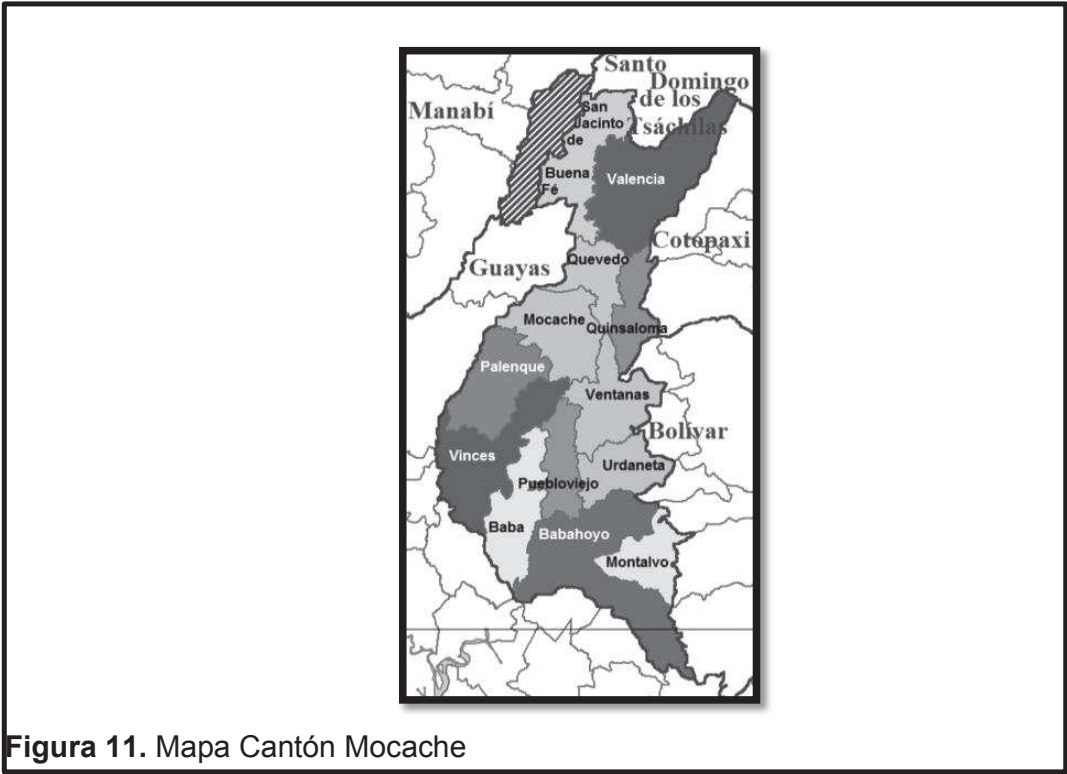 Santo
Domingo
de los
Tsáchilas
Manabí
San
Jacinto
de
Buena
Fé
Valencia
Cotopaxi
Guayas
Quevedo
Mocache
Quinsaloma
Palenque
Ventanas
Bolívar
Vinces
Urdaneta
Puebloviejo
Baba
Babahoyo
Montalvo
Figura 11. Mapa Cantón Mocache